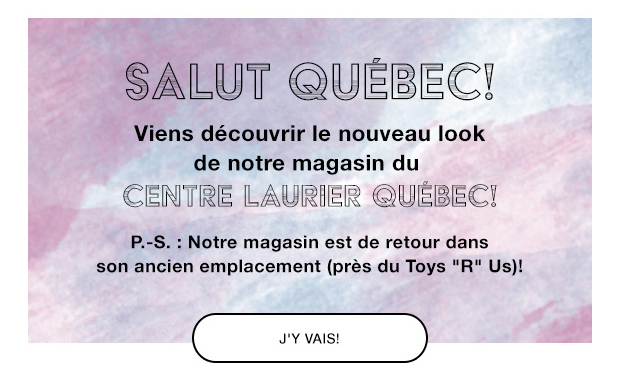 SALUT QUÉBEC!
Viens découvrir le nouveau look
de notre magasin du
CENTRE LAURIER QUÉBEC!
P.-S. : Notre magasin est de retour dans
son ancien emplacement (près du Toys "R" Us)!
J'Y VAIS!